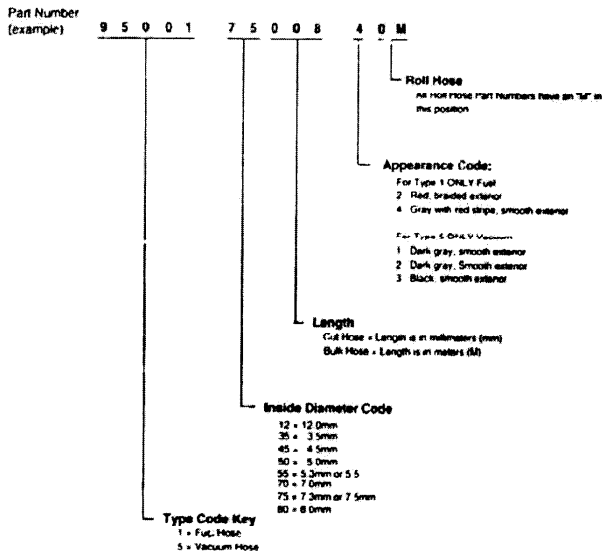 Part Number
(example)
9 5 0 0 1 7 5 0 0 8 4 0 M
Roll Hose
All Roll Hose Part Numbers have an "M" in
this position
Appearance Code:
For Type 1 ONLY Fuel
2 Red, braided exterior
4 Gray with red stripe, smooth exterior
For Type 5 ONLY Vacuum
1 Dark gray, smooth exterior
2 Dark gray, Smooth exterior
3 Black, smooth exterior
Length
Cut Hose = Length is in millimeters (mm)
Bulk Hose = Length is in meters (M)
Inside Diameter Code
12 = 12.0mm
35 = 3.5mm
45 = 4.5mm
50 = 5.0mm
55 = 5.3mm or 5.5
70 = 7.0mm
75 = 7.3mm or 7.5mm
80 = 8.0mm
Type Code Key
1 = Fuel Hose
5 = Vacuum Hose